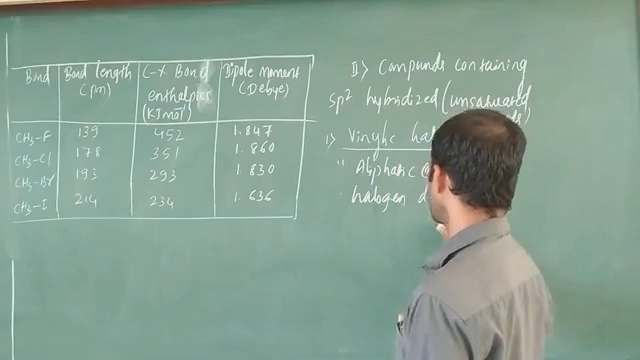 Bond Bond length (pm) C-X Bond enthalpies (KJmol⁻¹) Dipole Moment (Debye)
CH₃-F 139 452 1.847
CH₃-Cl 178 351 1.860
CH₃-Br 193 293 1.830
CH₃-I 214 234 1.636
II> Compounds containing
sp² hybridized (unsaturated
1> Vinylic
" Aliphatic
halogen